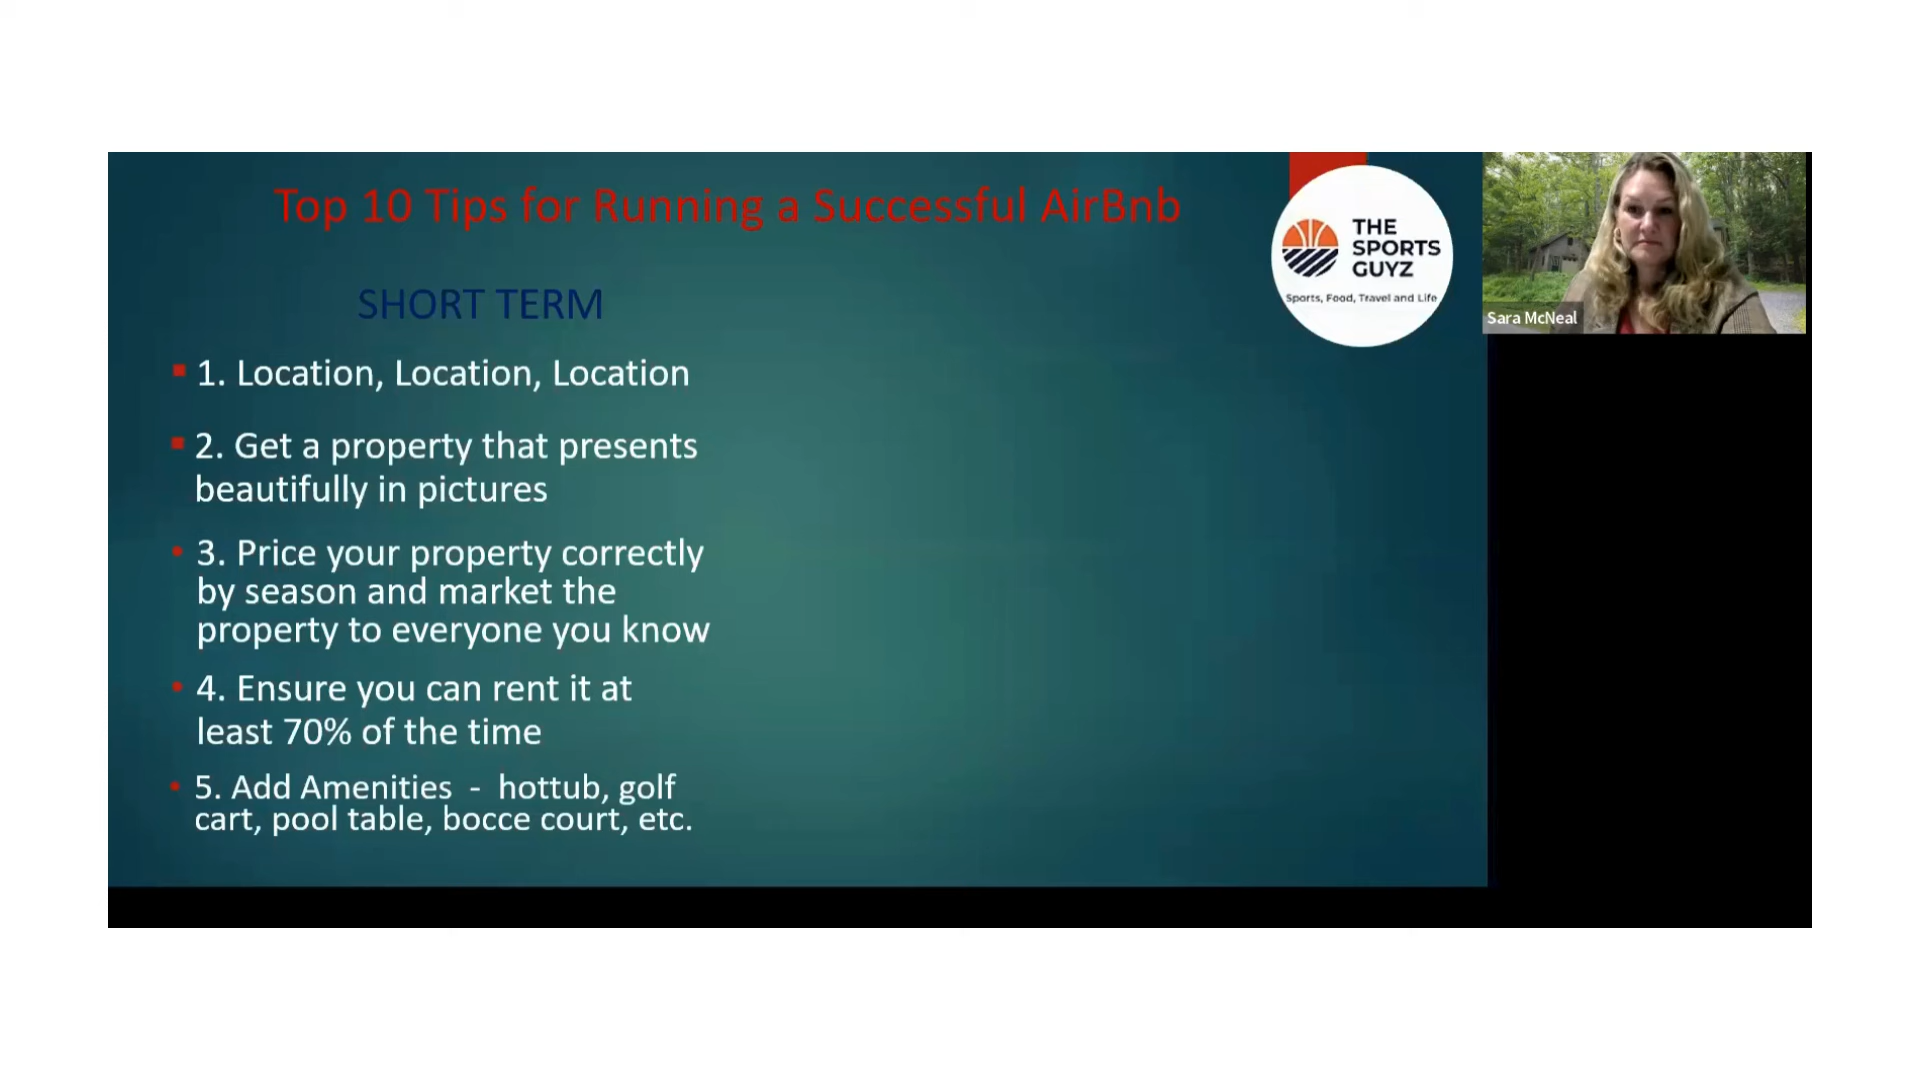 Top 10 Tips for Running a Successful AirBnb
THE
SPORTS
GUYZ
Sports, Food, Travel and Life
Sara McNeal
SHORT TERM
1. Location, Location, Location
2. Get a property that presents
beautifully in pictures
3. Price your property correctly
by season and market the
property to everyone you know
4. Ensure you can rent it at
least 70% of the time
5. Add Amenities - hottub, golf
cart, pool table, bocce court, etc.